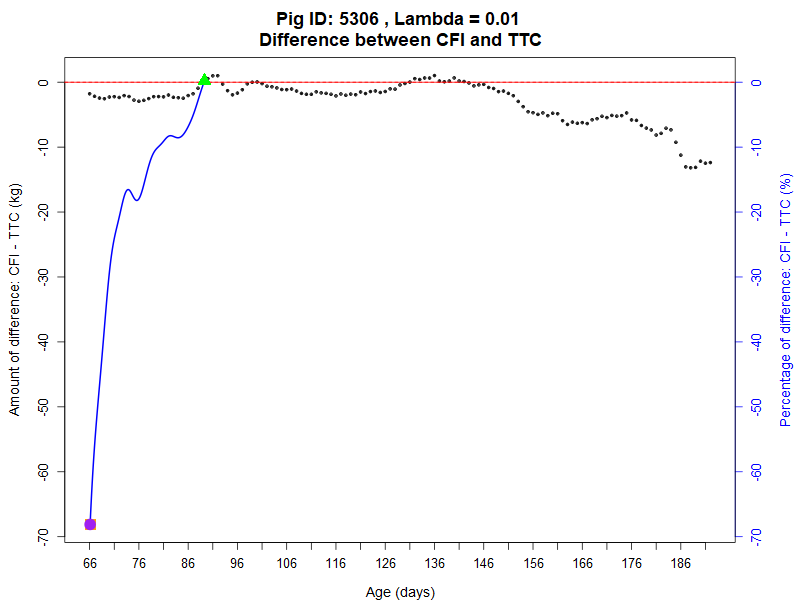 Pig ID: 5306 , Lambda = 0.01
Difference between CFI and TTC
Amount of difference: CFI - TTC (kg)
0
-10
-20
-30
-40
-50
-60
-70
0
-10
-20
-30
-40
-50
-60
-70
Percentage of difference: CFI - TTC (%)
66 76 86 96 106 116 126 136 146 156 166 176 186
Age (days)